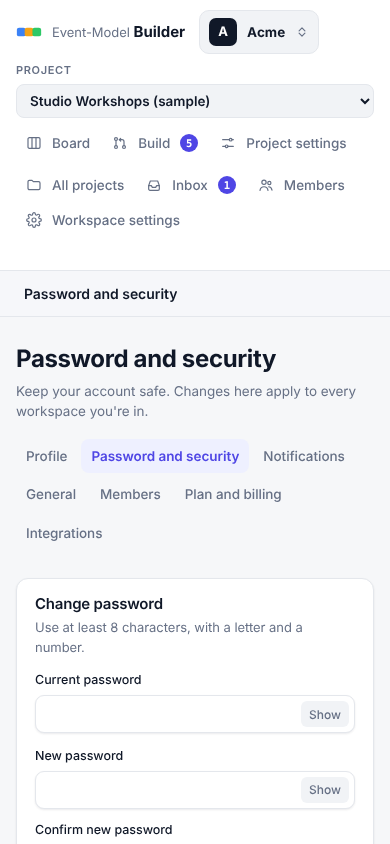 Event-Model Builder
A Acme
PROJECT
Studio Workshops (sample)
Board Build 5 Project settings
All projects Inbox 1 Members
Workspace settings
Password and security
Password and security
Keep your account safe. Changes here apply to every
workspace you're in.
Profile Password and security Notifications
General Members Plan and billing
Integrations
Change password
Use at least 8 characters, with a letter and a
number.
Current password
Show
New password
Show
Confirm new password